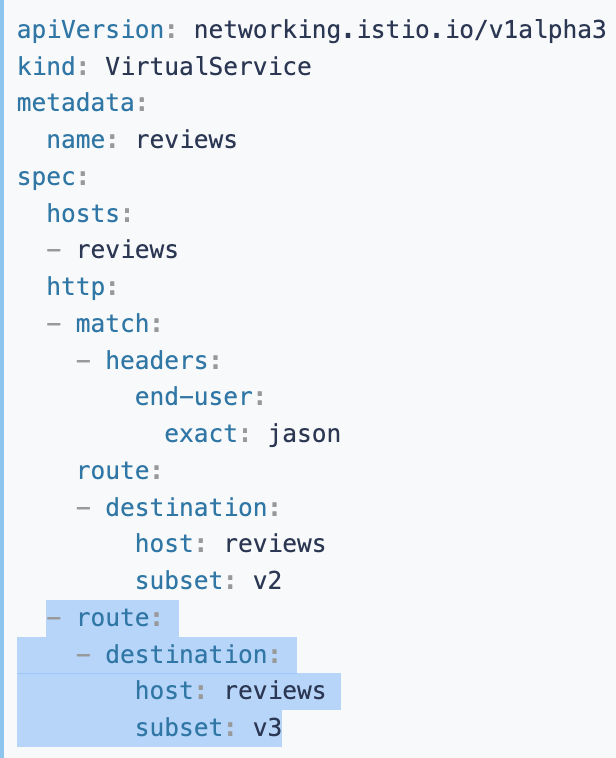 apiVersion: networking.istio.io/v1alpha3
kind: VirtualService
metadata:
  name: reviews
spec:
  hosts:
  - reviews
  http:
  - match:
    - headers:
        end-user:
          exact: jason
    route:
    - destination:
        host: reviews
        subset: v2
  - route:
    - destination:
        host: reviews
        subset: v3